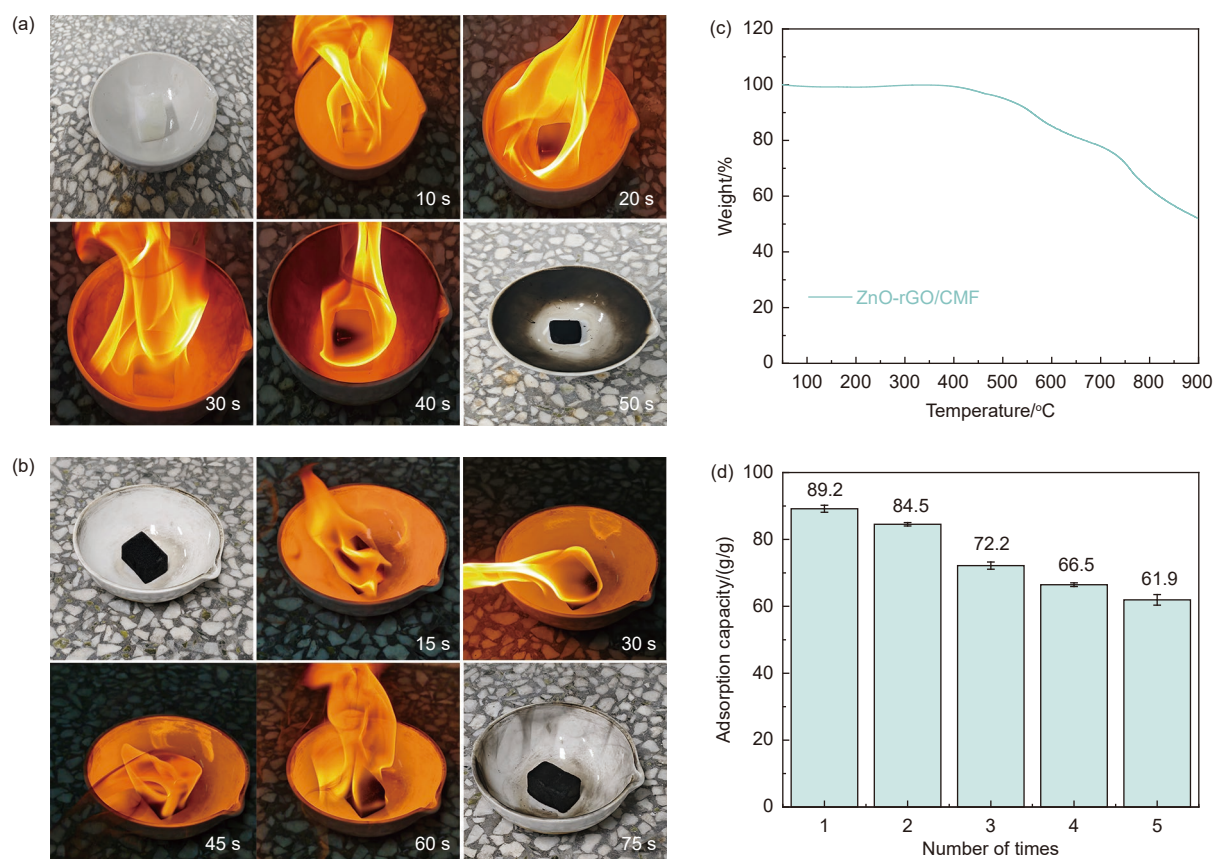 (a)
10 s
20 s
30 s
40 s
50 s
(b)
15 s
30 s
45 s
60 s
75 s
(c)
120
100
80
60
40
20
0
Weight/%
ZnO-rGO/CMF
100 200 300 400 500 600 700 800 900
Temperature/°C
(d)
100
80
60
40
20
0
Adsorption capacity/(g/g)
89.2
84.5
72.2
66.5
61.9
1 2 3 4 5
Number of times